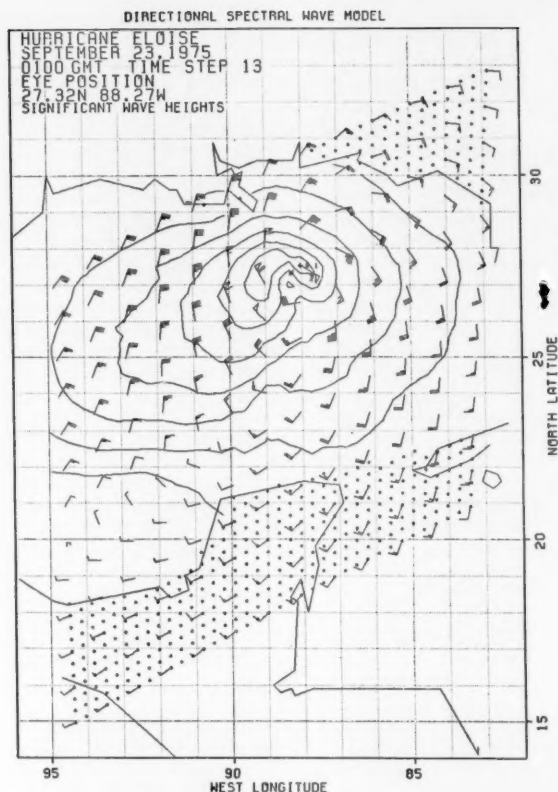 DIRECTIONAL SPECTRAL WAVE MODEL
HURRICANE ELOISE
SEPTEMBER 23,1975
0100 GMT TIME STEP 13
EYE POSITION
27.32N 88.27W
SIGNIFICANT WAVE HEIGHTS
30
25
NORTH LATITUDE
20
15
95 90 85
WEST LONGITUDE